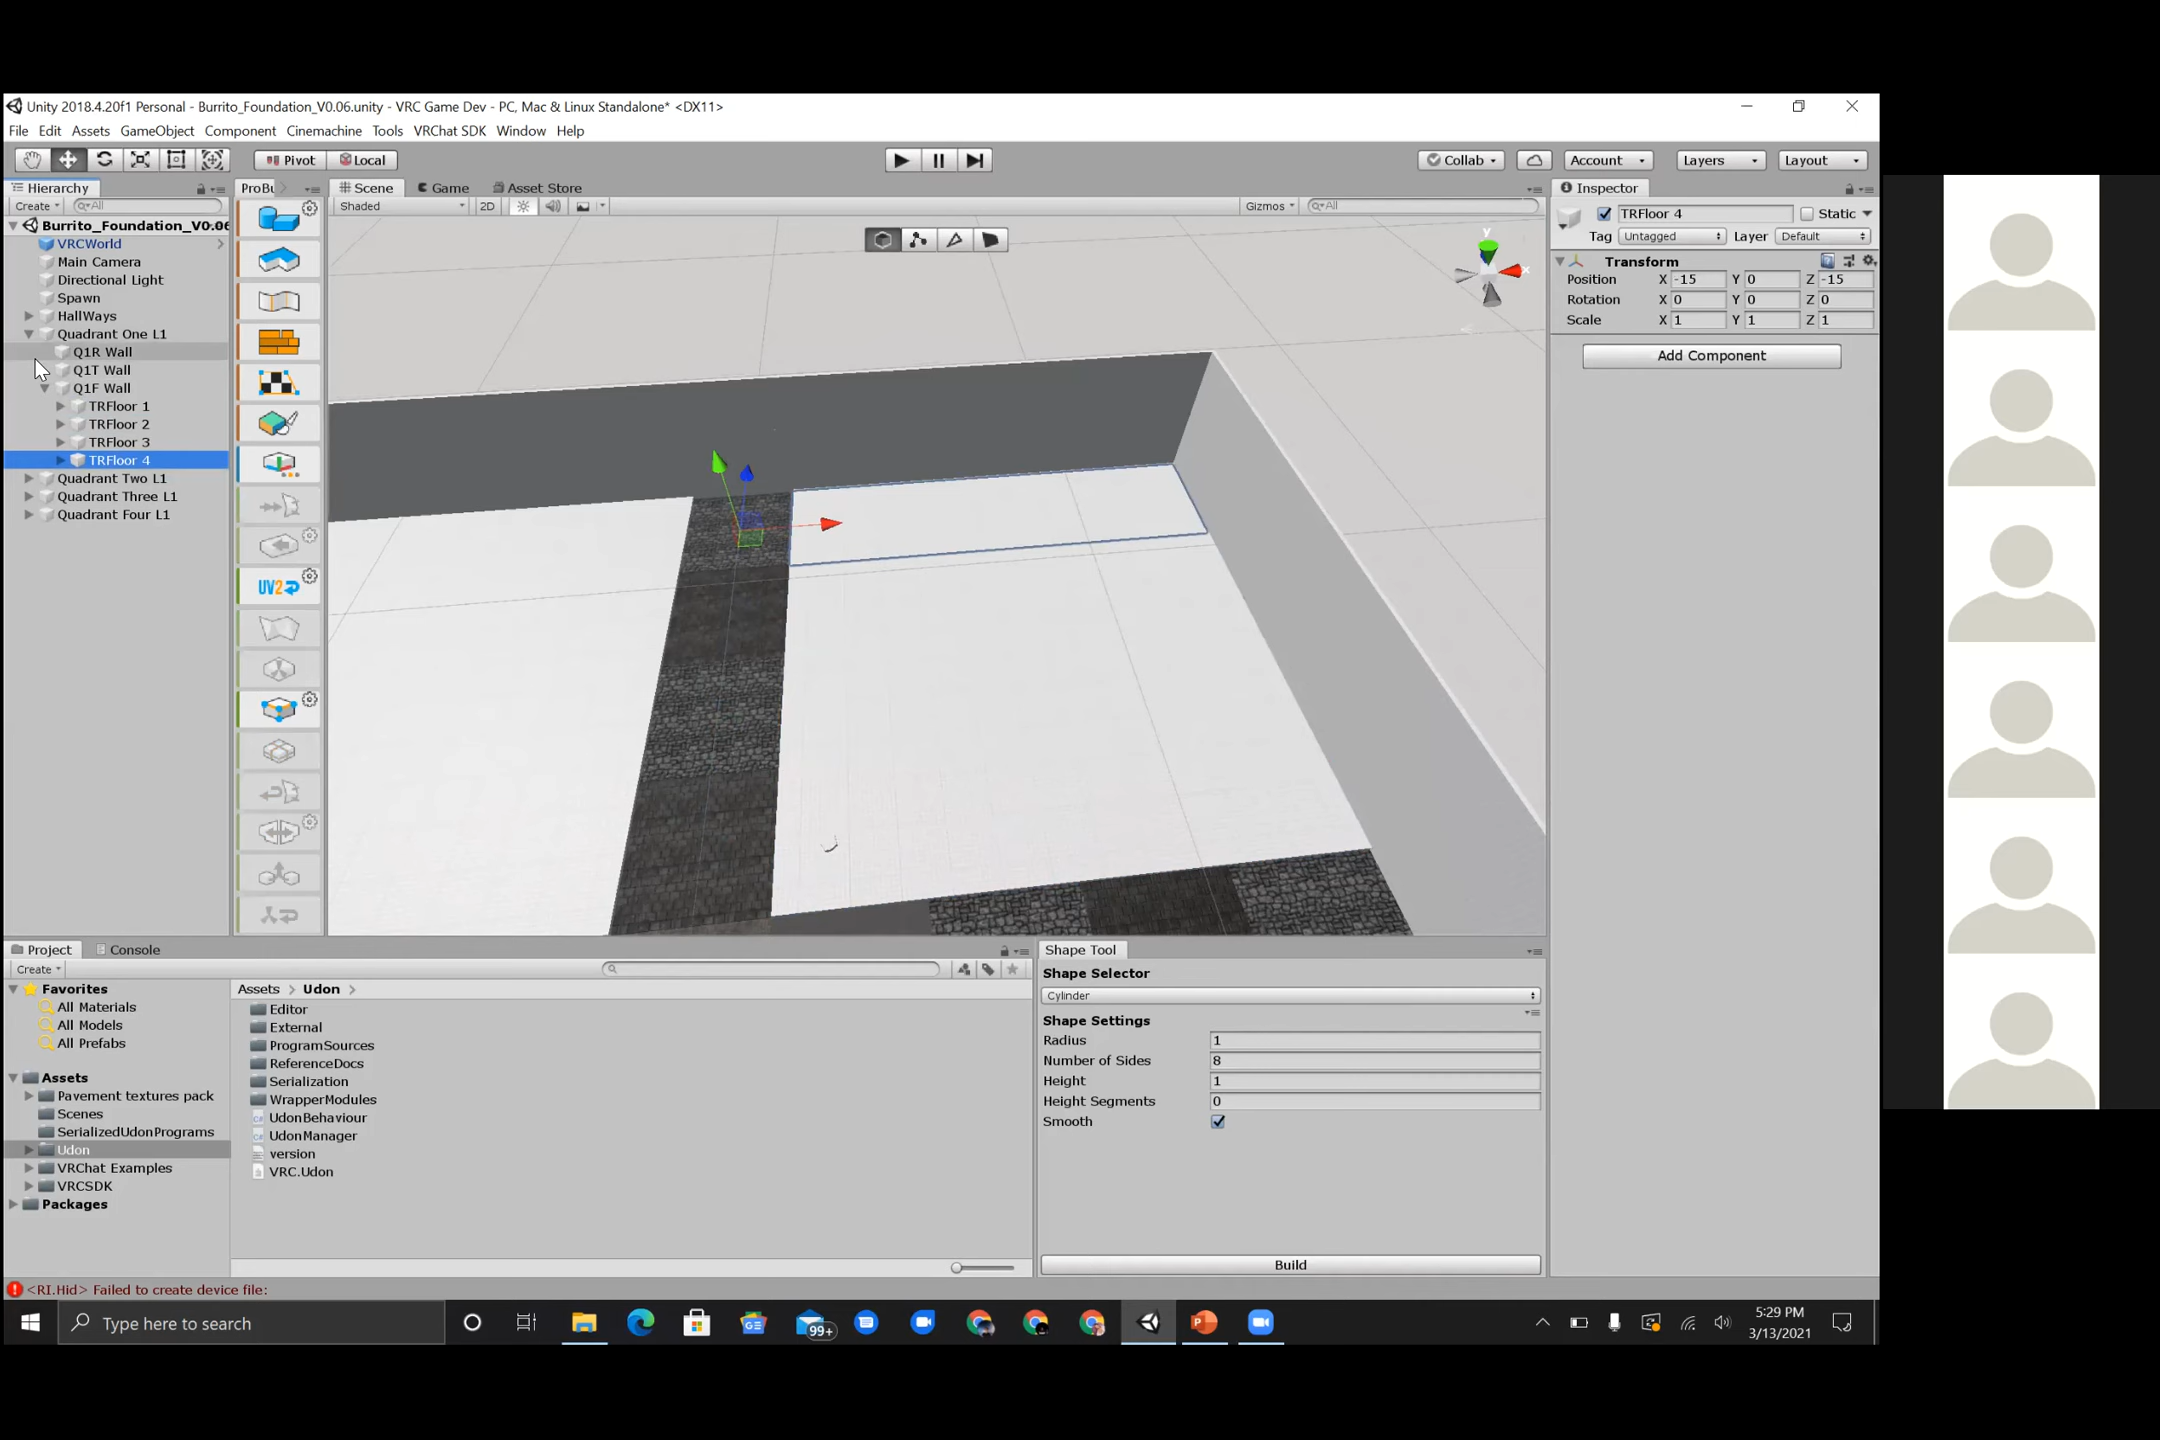 Unity 2018.4.20f1 Personal - Burrito_Foundation_V0.06.unity - VRC Game Dev - PC, Mac & Linux Standalone* <DX11>
File Edit Assets GameObject Component Cinemachine Tools VRChat SDK Window Help
Pivot Local Collab Account Layers Layout
Hierarchy ProBu Scene Game Asset Store Inspector
Create All Shaded 2D Gizmos All
Burrito_Foundation_V0.06
VRCWorld
Main Camera
Directional Light
Spawn
HallWays
Quadrant One L1
Q1R Wall
Q1T Wall
Q1F Wall
TRFloor 1
TRFloor 2
TRFloor 3
TRFloor 4
Quadrant Two L1
Quadrant Three L1
Quadrant Four L1
UV2
y
x
TRFloor 4 Static
Tag Untagged Layer Default
Transform
Position X -15 Y 0 Z -15
Rotation X 0 Y 0 Z 0
Scale X 1 Y 1 Z 1
Add Component
Project Console
Create
Favorites
All Materials
All Models
All Prefabs
Assets
Pavement textures pack
Scenes
SerializedUdonPrograms
Udon
VRChat Examples
VRCSDK
Packages
Assets > Udon >
Editor
External
ProgramSources
ReferenceDocs
Serialization
WrapperModules
UdonBehaviour
UdonManager
version
VRC.Udon
Shape Tool
Shape Selector
Cylinder
Shape Settings
Radius 1
Number of Sides 8
Height 1
Height Segments 0
Smooth
Build
<RI.Hid> Failed to create device file:
Type here to search
GE
99+
P
5:29 PM
3/13/2021